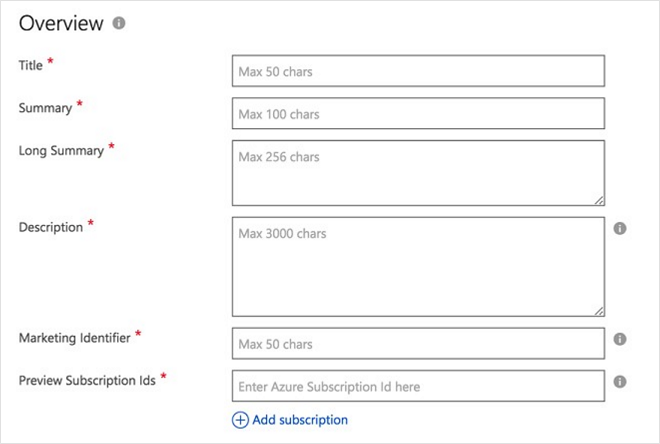 Overview
Title *
Max 50 chars
Summary *
Max 100 chars
Long Summary *
Max 256 chars
Description *
Max 3000 chars
Marketing Identifier *
Max 50 chars
Preview Subscription Ids *
Enter Azure Subscription Id here
Add subscription